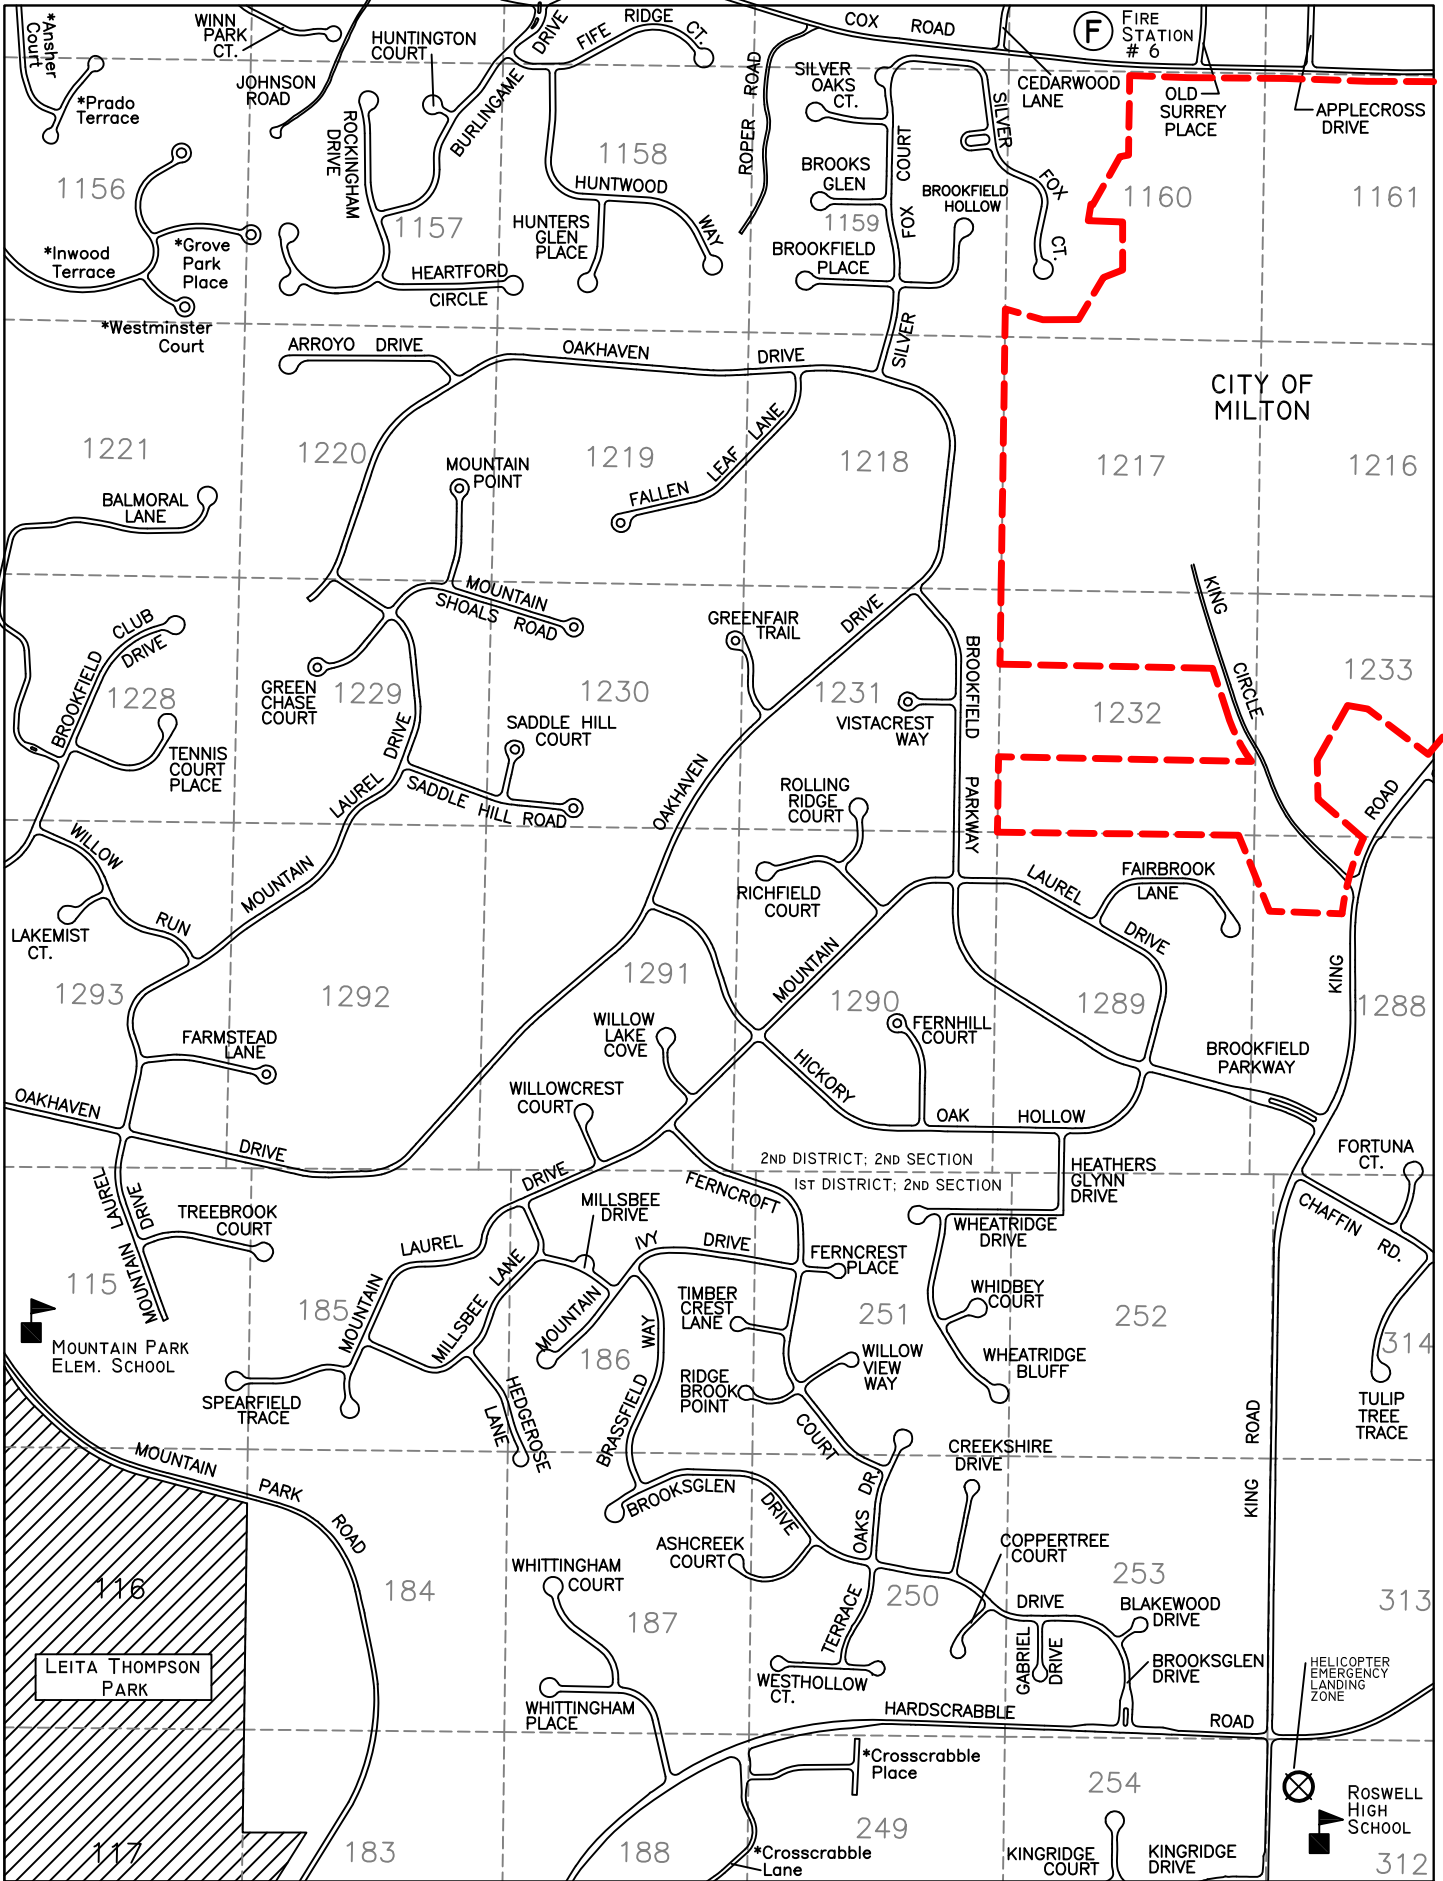 *Ansher
Court
WINN
PARK
CT.
HUNTINGTON
COURT
DRIVE
FIFE
RIDGE
CT.
COX
ROAD
F
FIRE
STATION
# 6
JOHNSON
ROAD
*Prado
Terrace
ROCKINGHAM
DRIVE
BURLINGAME
ROPER
ROAD
SILVER
OAKS
CT.
CEDARWOOD
LANE
OLD
SURREY
PLACE
APPLECROSS
DRIVE
1156
1157
1158
HUNTWOOD
WAY
HUNTERS
GLEN
PLACE
BROOKS
GLEN
FOX
COURT
SILVER
FOX
CT.
BROOKFIELD
HOLLOW
1159
1160
1161
*Inwood
Terrace
*Grove
Park
Place
*Westminster
Court
HEARTFORD
CIRCLE
BROOKFIELD
PLACE
SILVER
ARROYO DRIVE
OAKHAVEN
DRIVE
CITY OF
MILTON
1221
1220
1219
1218
1217
1216
MOUNTAIN
POINT
FALLEN
LEAF
LANE
BALMORAL
LANE
MOUNTAIN
SHOALS ROAD
GREENFAIR
TRAIL
DRIVE
KING
CIRCLE
BROOKFIELD
CLUB
DRIVE
1228
1229
1230
1231
1232
1233
GREEN
CHASE
COURT
SADDLE HILL
COURT
VISTACREST
WAY
BROOKFIELD
PARKWAY
TENNIS
COURT
PLACE
LAUREL
DRIVE
SADDLE HILL ROAD
OAKHAVEN
ROLLING
RIDGE
COURT
ROAD
WILLOW
RUN
MOUNTAIN
RICHFIELD
COURT
LAUREL
DRIVE
FAIRBROOK
LANE
LAKEMIST
CT.
KING
1293
1292
1291
1290
1289
1288
MOUNTAIN
FARMSTEAD
LANE
WILLOW
LAKE
COVE
FERNHILL
COURT
HICKORY
OAK
HOLLOW
BROOKFIELD
PARKWAY
WILLOWCREST
COURT
OAKHAVEN
DRIVE
2ND DISTRICT; 2ND SECTION
1ST DISTRICT; 2ND SECTION
FORTUNA
CT.
HEATHERS
GLYNN
DRIVE
MOUNTAIN LAUREL
DRIVE
TREEBROOK
COURT
DRIVE
LAUREL
MOUNTAIN
MILLSBEE
DRIVE
FERNCROFT
COURT
MOUNTAIN
IVY
DRIVE
FERNCREST
PLACE
WHEATRIDGE
DRIVE
CHAFFIN
RD.
115
MOUNTAIN PARK
ELEM. SCHOOL
185
MILLSBEE LANE
186
TIMBER
CREST
LANE
251
WHIDBEY
COURT
252
314
SPEARFIELD
TRACE
HEDGEROSE
LANE
BRASSFIELD
WAY
RIDGE
BROOK
POINT
WILLOW
VIEW
WAY
WHEATRIDGE
BLUFF
TULIP
TREE
TRACE
KING
ROAD
MOUNTAIN
PARK
ROAD
BROOKSGLEN
DRIVE
CREEKSHIRE
DRIVE
TERRACE
OAKS
DR.
ASHCREEK
COURT
COPPERTREE
COURT
WHITTINGHAM
COURT
116
184
187
250
253
313
DRIVE
BLAKEWOOD
DRIVE
GABRIEL
DRIVE
BROOKSGLEN
DRIVE
LEITA THOMPSON
PARK
WESTHOLLOW
CT.
HELICOPTER
EMERGENCY
LANDING
ZONE
WHITTINGHAM
PLACE
HARDSCRABBLE
ROAD
*Crosscrabble
Place
254
ROSWELL
HIGH
SCHOOL
117
183
188
*Crosscrabble
Lane
249
KINGRIDGE
COURT
KINGRIDGE
DRIVE
312